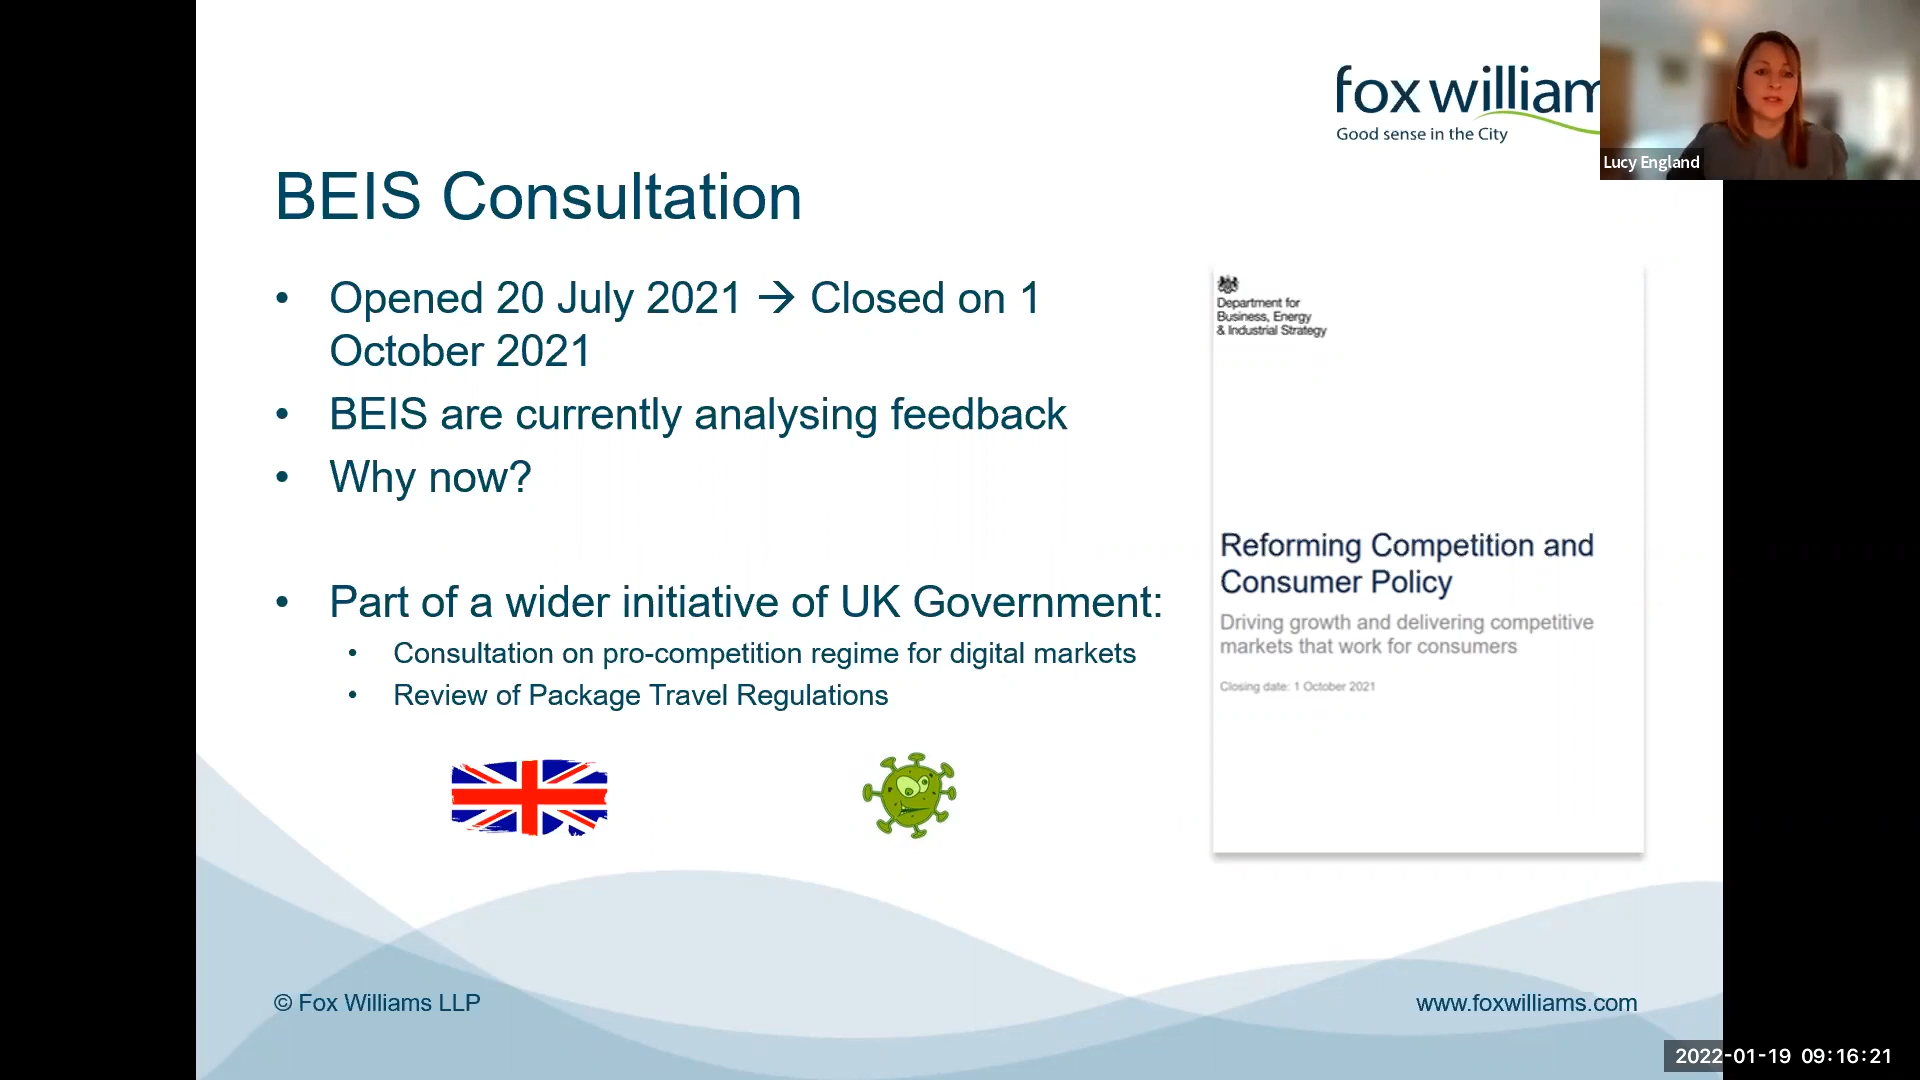 fox william
Good sense in the City
Lucy England
BEIS Consultation
• Opened 20 July 2021 → Closed on 1
October 2021
• BEIS are currently analysing feedback
• Why now?
• Part of a wider initiative of UK Government:
• Consultation on pro-competition regime for digital markets
• Review of Package Travel Regulations
Department for
Business, Energy
& Industrial Strategy
Reforming Competition and
Consumer Policy
Driving growth and delivering competitive
markets that work for consumers
Closing date: 1 October 2021
© Fox Williams LLP
www.foxwilliams.com
2022-01-19 09:16:21